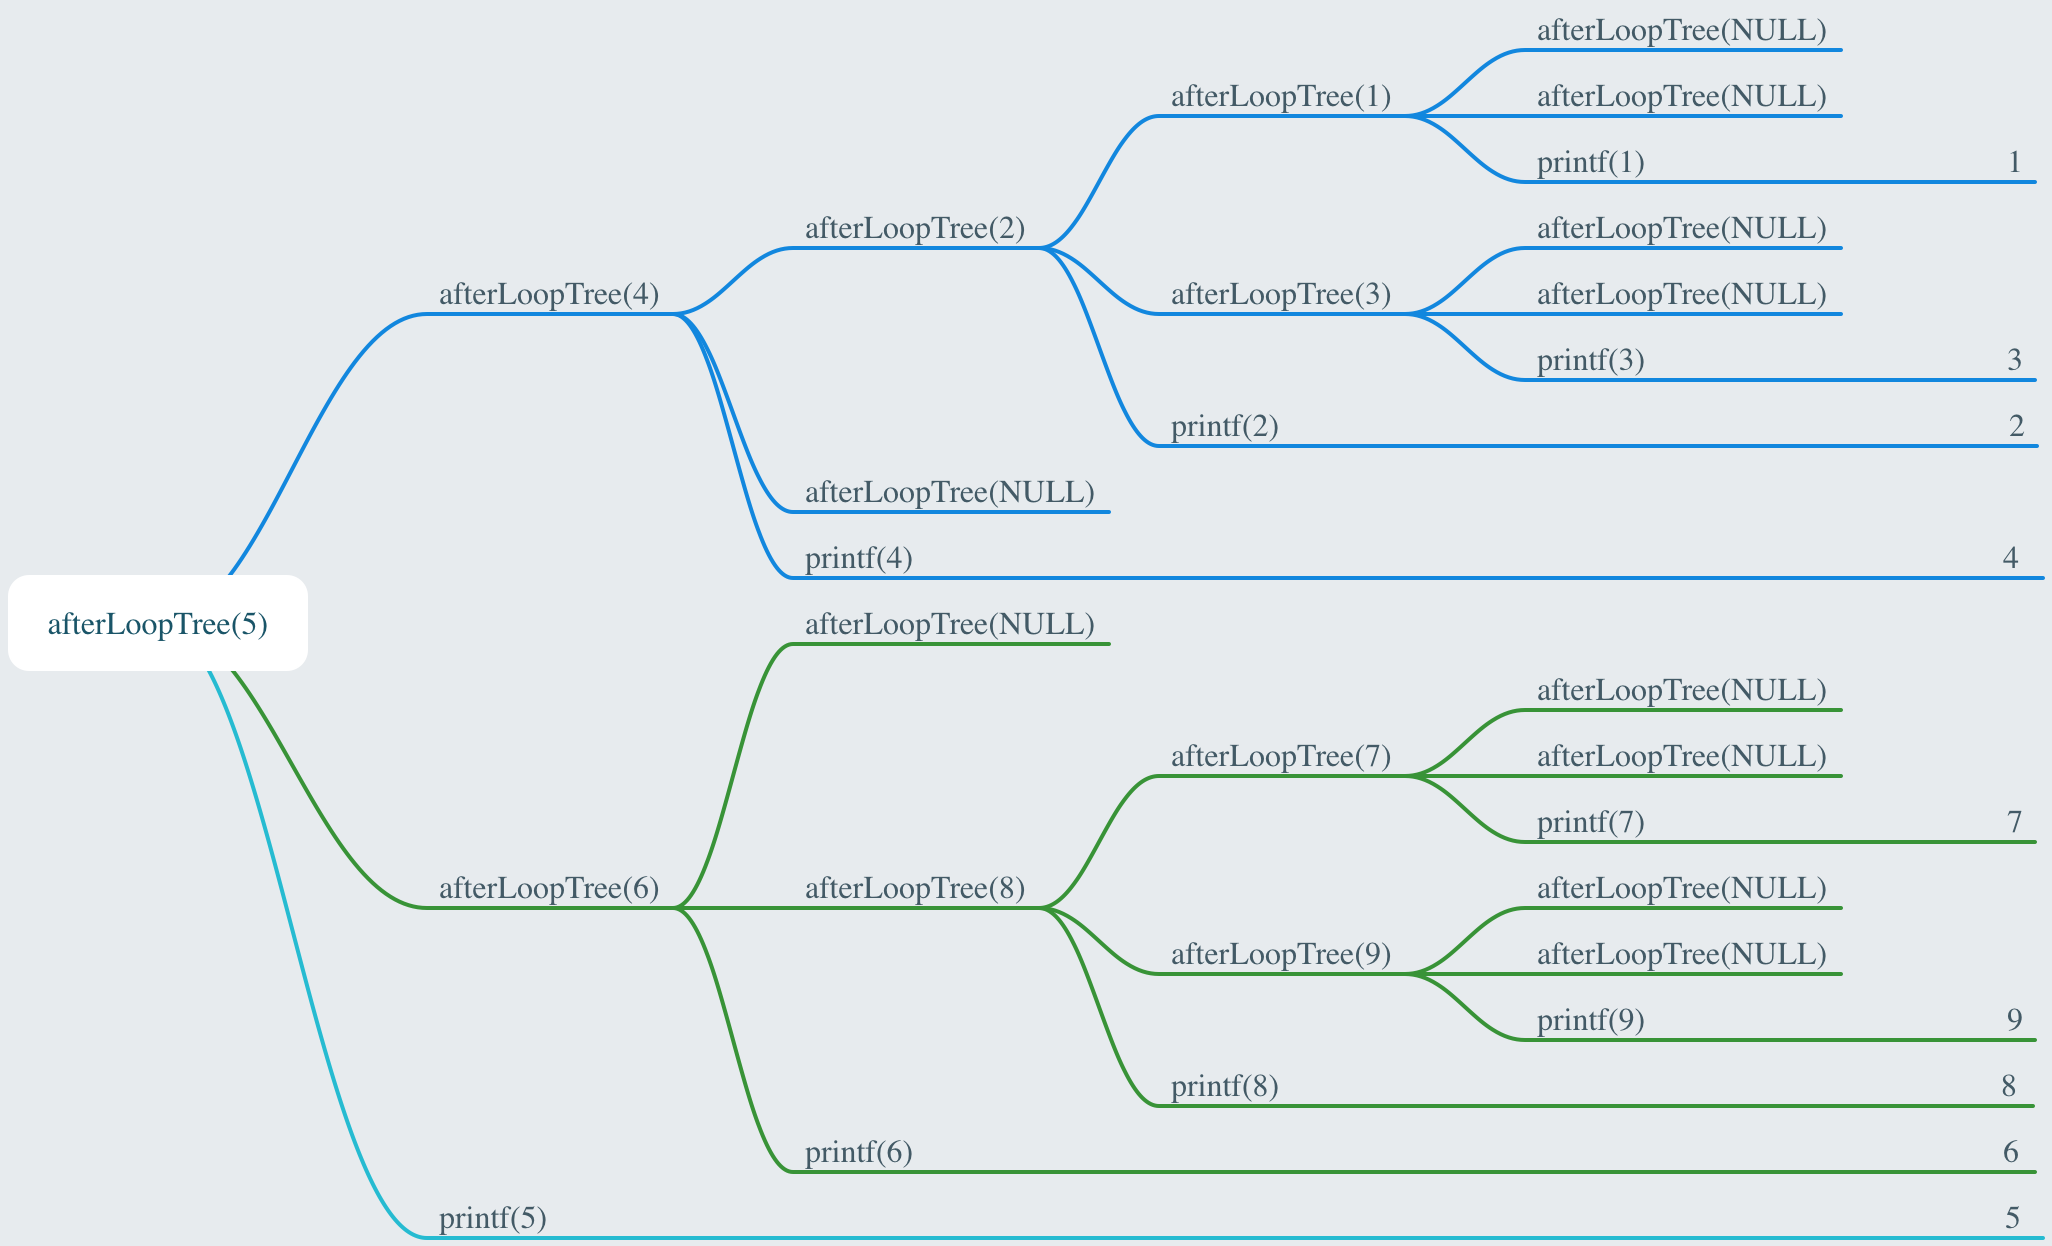 afterLoopTree(NULL)
afterLoopTree(1)
afterLoopTree(NULL)
printf(1) 1
afterLoopTree(2)
afterLoopTree(NULL)
afterLoopTree(4)
afterLoopTree(3)
afterLoopTree(NULL)
printf(3) 3
printf(2) 2
afterLoopTree(NULL)
printf(4) 4
afterLoopTree(5)
afterLoopTree(NULL)
afterLoopTree(NULL)
afterLoopTree(7)
afterLoopTree(NULL)
printf(7) 7
afterLoopTree(6)
afterLoopTree(8)
afterLoopTree(NULL)
afterLoopTree(9)
afterLoopTree(NULL)
printf(9) 9
printf(8) 8
printf(6) 6
printf(5) 5